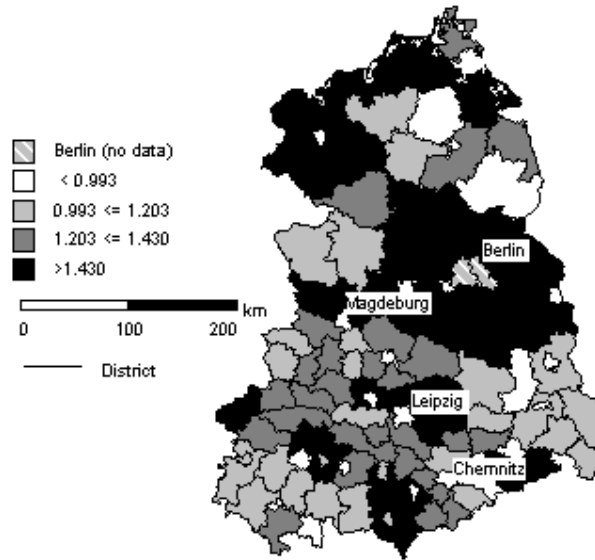 Berlin (no data)
< 0.993
0.993 <= 1.203
1.203 <= 1.430
>1.430
km
0 100 200
District
Berlin
Magdeburg
Leipzig
Chemnitz